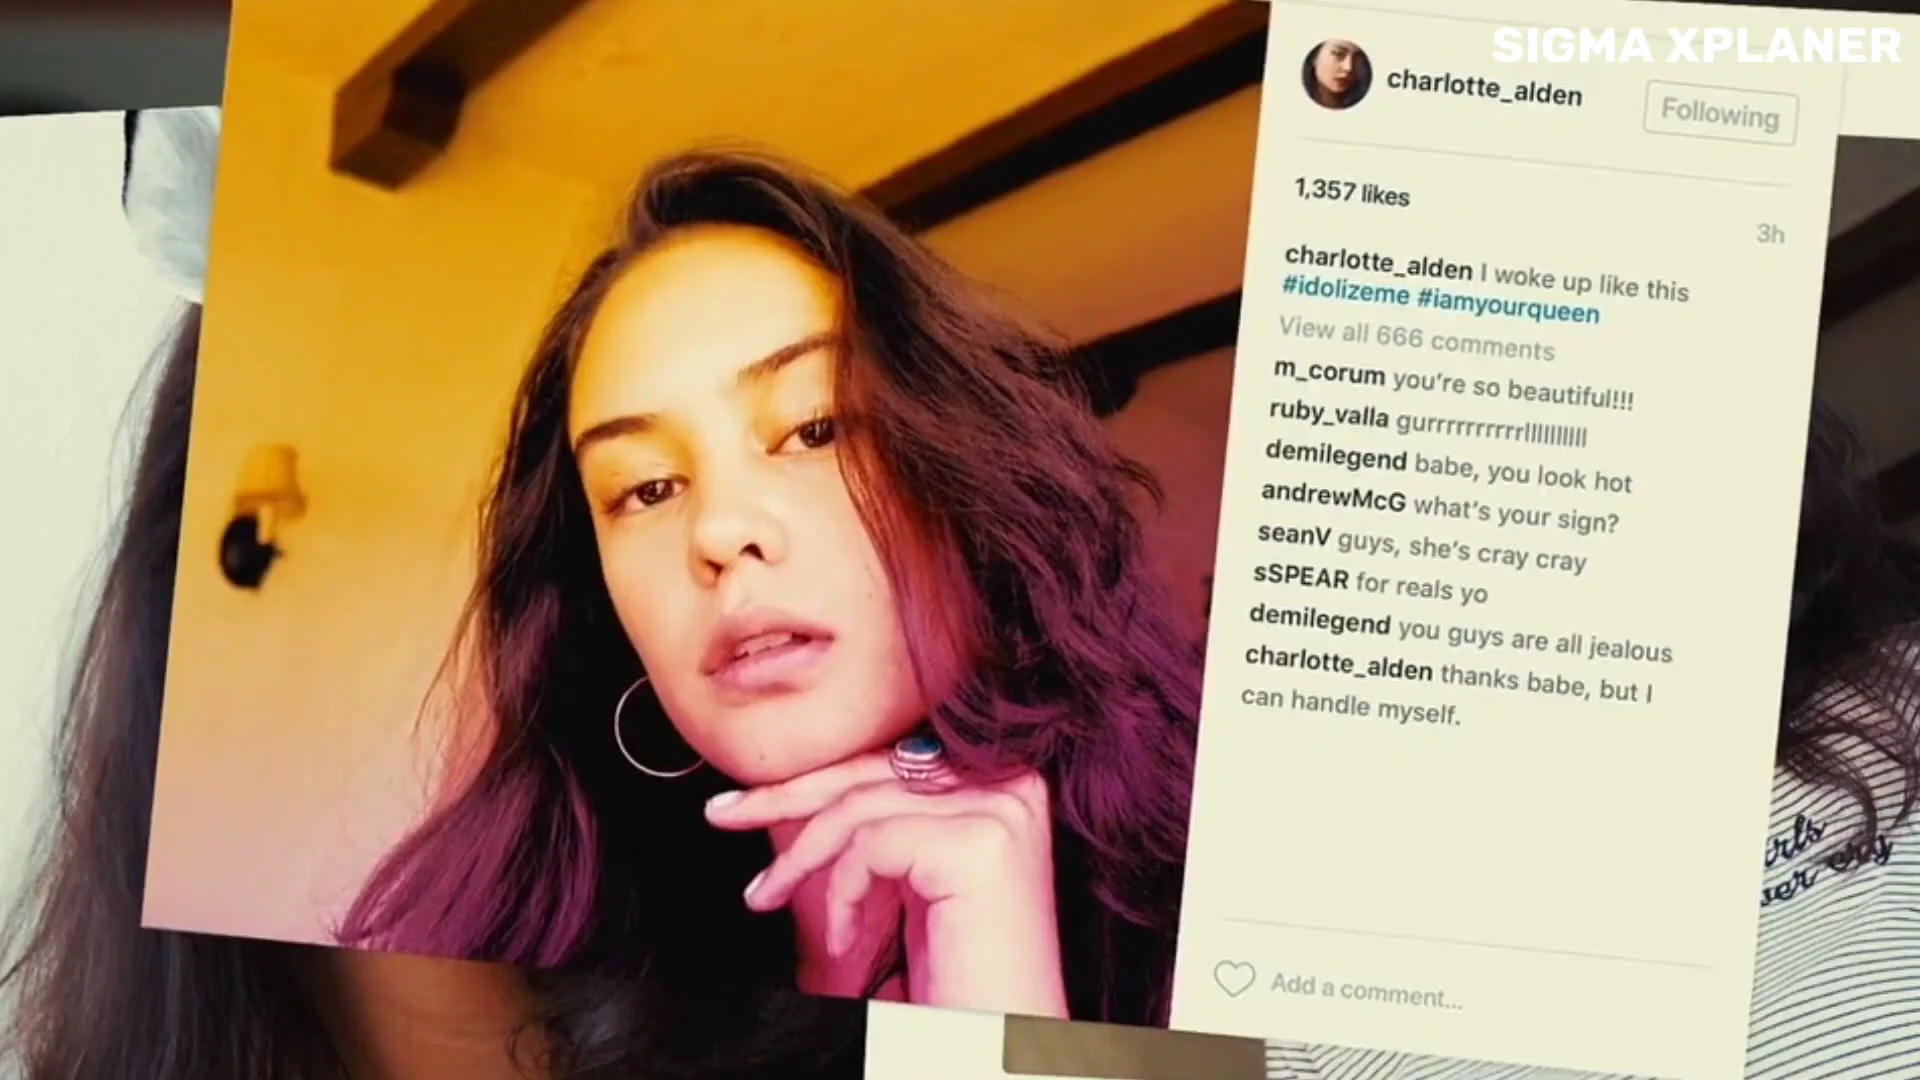 SIGMA XPLANER
charlotte_alden
Following
1,357 likes
3h
charlotte_alden I woke up like this
#idolizeme #iamyourqueen
View all 666 comments
m_corum you're so beautiful!!!
ruby_valla gurrrrrrrrrrllllllllll
demilegend babe, you look hot
andrewMcG what's your sign?
seanV guys, she's cray cray
sSPEAR for reals yo
demilegend you guys are all jealous
charlotte_alden thanks babe, but I
can handle myself.
Add a comment...